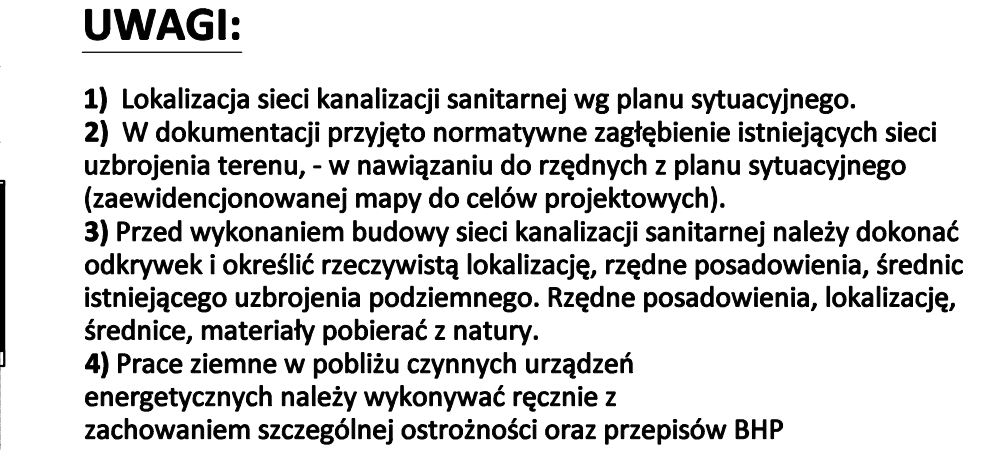 UWAGI:
1) Lokalizacja sieci kanalizacji sanitarnej wg planu sytuacyjnego.
2) W dokumentacji przyjęto normatywne zagłębienie istniejących sieci
uzbrojenia terenu, - w nawiązaniu do rzędnych z planu sytuacyjnego
(zaewidencjonowanej mapy do celów projektowych).
3) Przed wykonaniem budowy sieci kanalizacji sanitarnej należy dokonać
odkrywek i określić rzeczywistą lokalizację, rzędne posadowienia, średnic
istniejącego uzbrojenia podziemnego. Rzędne posadowienia, lokalizację,
średnice, materiały pobierać z natury.
4) Prace ziemne w pobliżu czynnych urządzeń
energetycznych należy wykonywać ręcznie z
zachowaniem szczególnej ostrożności oraz przepisów BHP